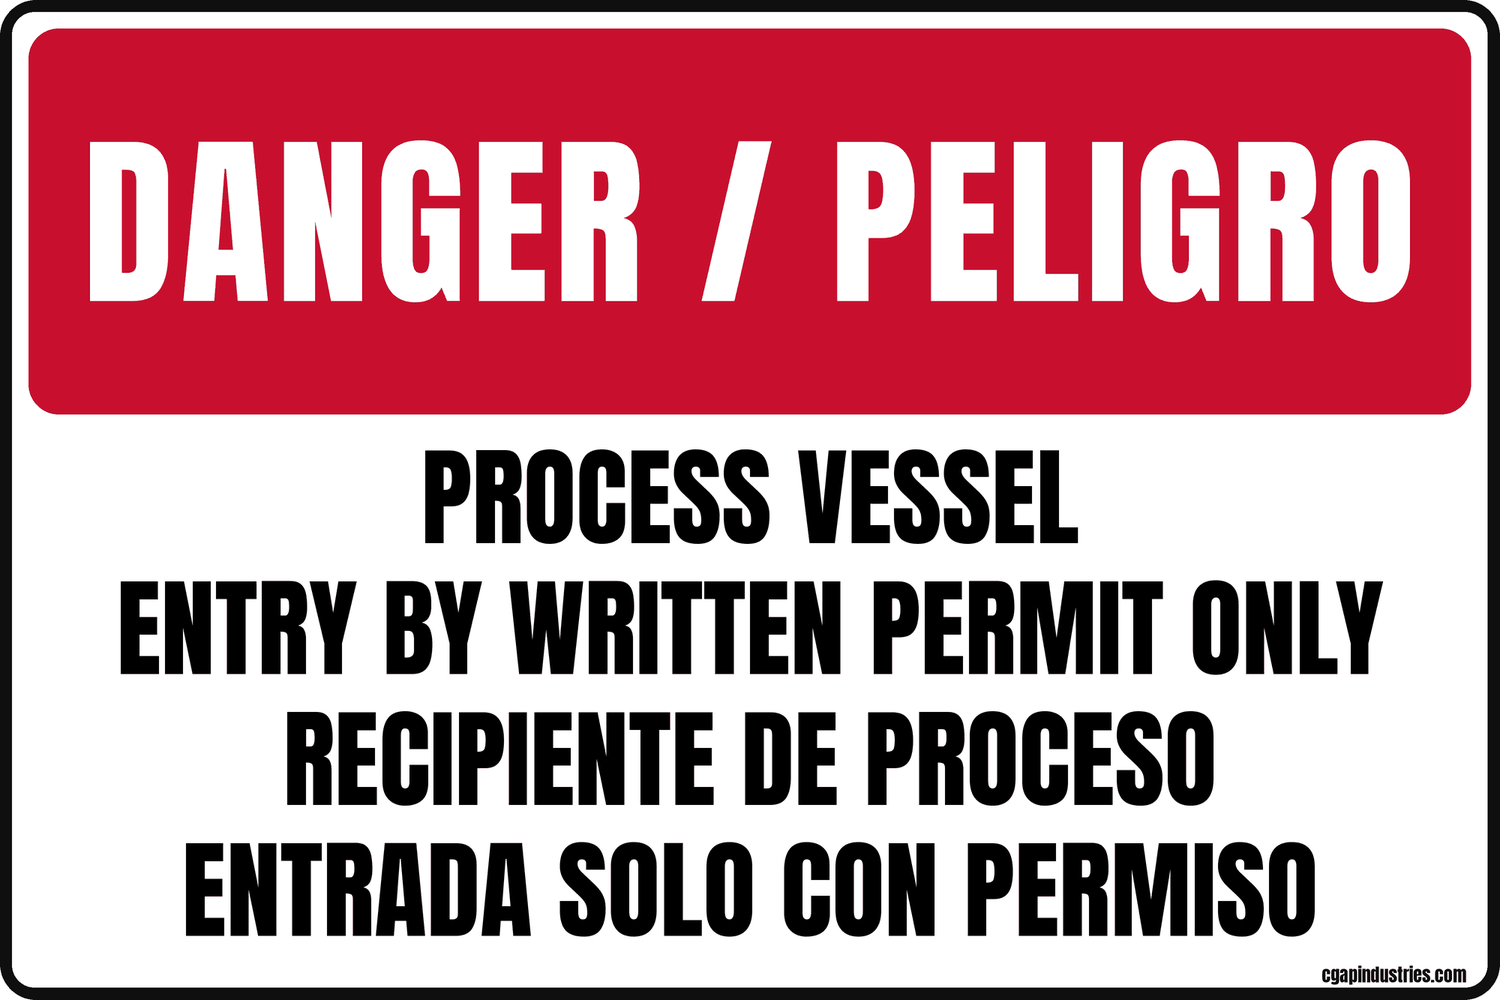 DANGER / PELIGRO
PROCESS VESSEL
ENTRY BY WRITTEN PERMIT ONLY
RECIPIENTE DE PROCESO
ENTRADA SOLO CON PERMISO
cgapindustries.com